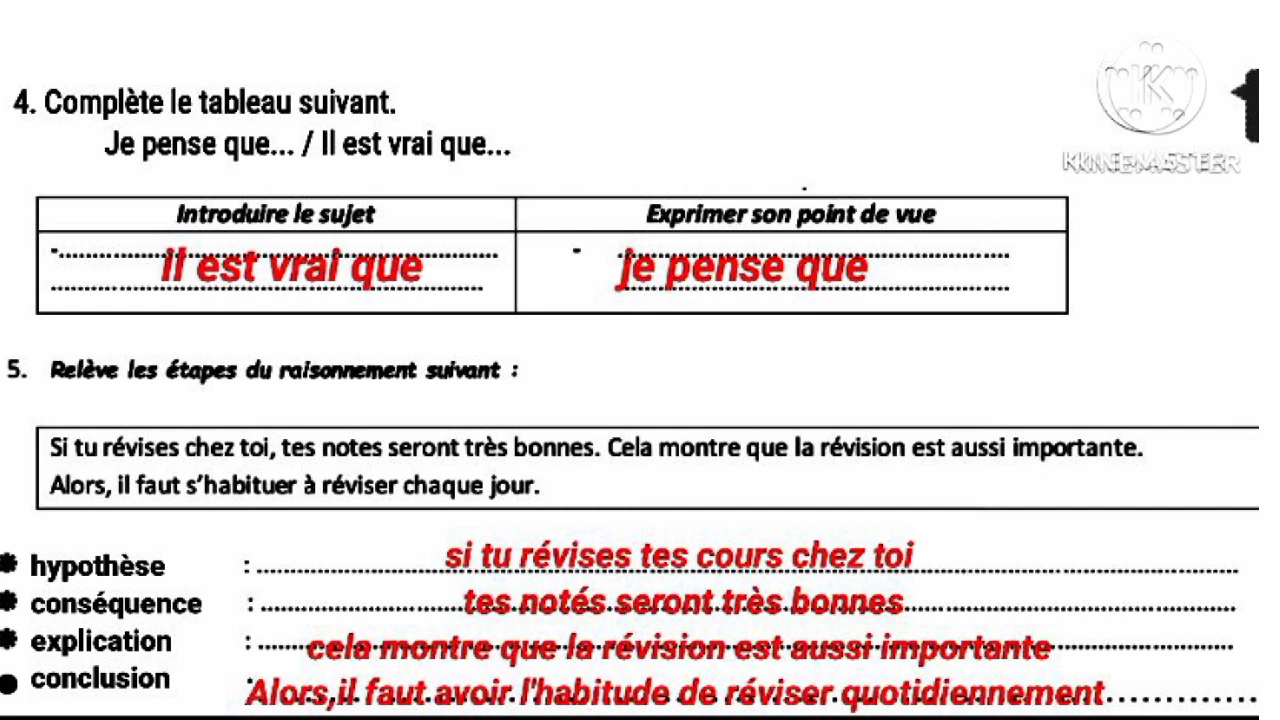 4. Complète le tableau suivant.
Je pense que... / Il est vrai que...
KINEMASTER
Introduire le sujet
Exprimer son point de vue
- il est vrai que
- je pense que
5. Relève les étapes du raisonnement suivant :
Si tu révises chez toi, tes notes seront très bonnes. Cela montre que la révision est aussi importante.
Alors, il faut s'habituer à réviser chaque jour.
* hypothèse : si tu révises tes cours chez toi
* conséquence : tes notés seront très bonnes
* explication : cela montre que la révision est aussi importante
● conclusion : Alors,il faut avoir l'habitude de réviser quotidiennement